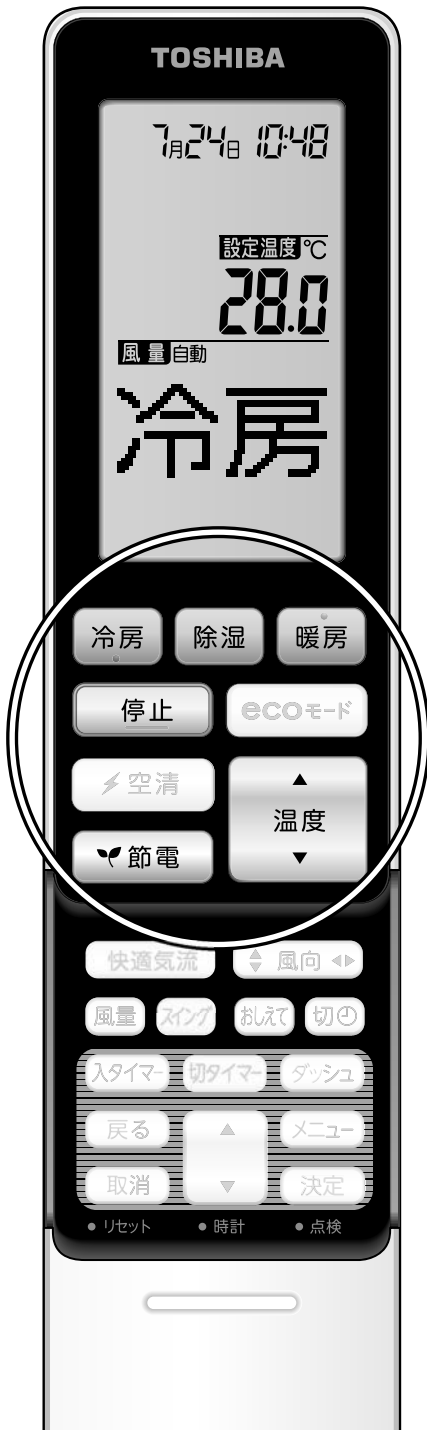 TOSHIBA
7月24日 10:48
設定温度 ℃
28.0
風量 自動
冷房
冷房 除湿 暖房
停止 ecoモード
空清
温度
節電
快適気流 風向
風量 スイング おしえて 切
入タイマー 切タイマー ダッシュ
戻る メニュー
取消 決定
リセット 時計 点検